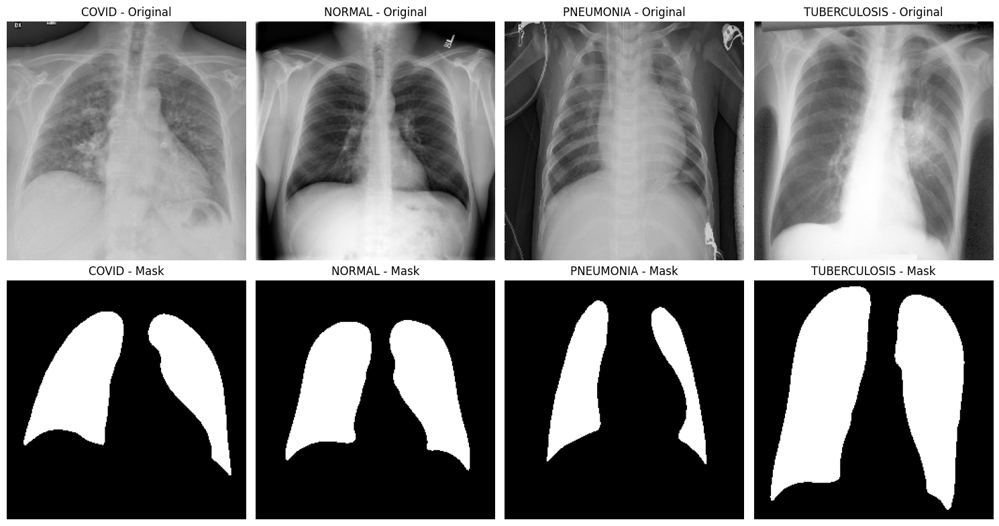 COVID - Original
NORMAL - Original
PNEUMONIA - Original
TUBERCULOSIS - Original
COVID - Mask
NORMAL - Mask
PNEUMONIA - Mask
TUBERCULOSIS - Mask